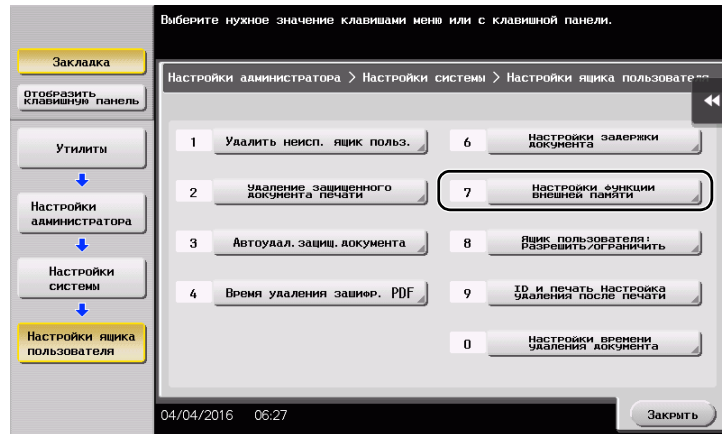 Выберите нужное значение клавишами меню или с клавишной панели.
Закладка
Отобразить
клавишную панель
Настройки администратора > Настройки системы > Настройки ящика пользователя
Утилиты
Настройки
администратора
Настройки
системы
Настройки ящика
пользователя
1 Удалить неисп. ящик польз.
2 Удаление защищенного
документа печати
3 Автоудал. защищ. документа
4 Время удаления зашифр. PDF
6 Настройки задержки
документа
7 Настройки функции
внешней памяти
8 Ящик пользователя:
Разрешить/ограничить
9 ID и печать Настройка
удаления после печати
0 Настройки времени
удаления документа
04/04/2016 06:27
Закрыть